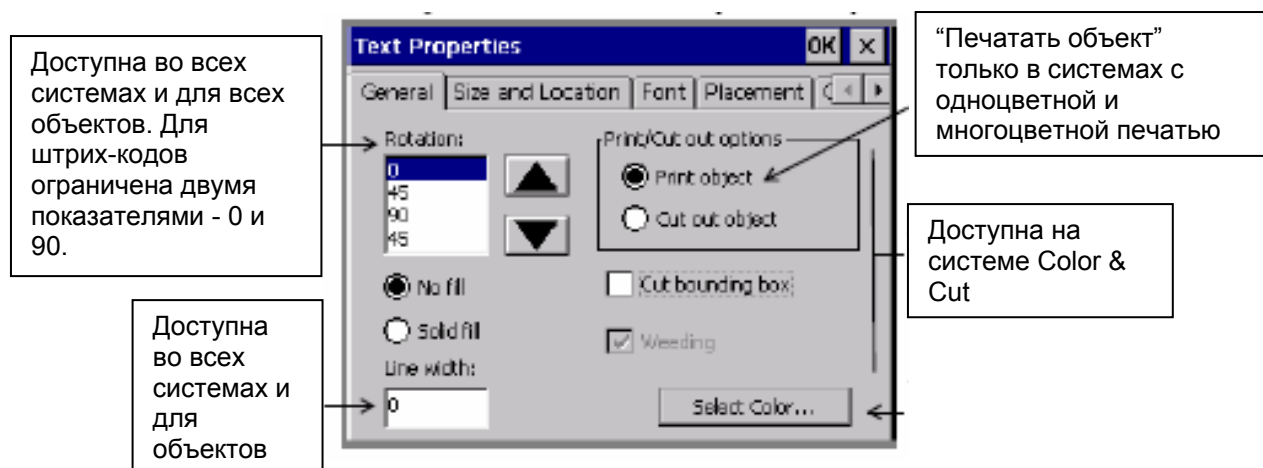 Доступна во всех
системах и для всех
объектов. Для
штрих-кодов
ограничена двумя
показателями - 0 и
90.
Доступна
во всех
системах и
для
объектов
Text Properties OK ×
General Size and Location Font Placement
Rotation:
0
45
90
45
No fill
Solid fill
Line width:
0
Print/Cut out options
Print object
Cut out object
Cut bounding box
Weeding
Select Color...
“Печатать объект”
только в системах с
одноцветной и
многоцветной печатью
Доступна на
системе Color &
Cut